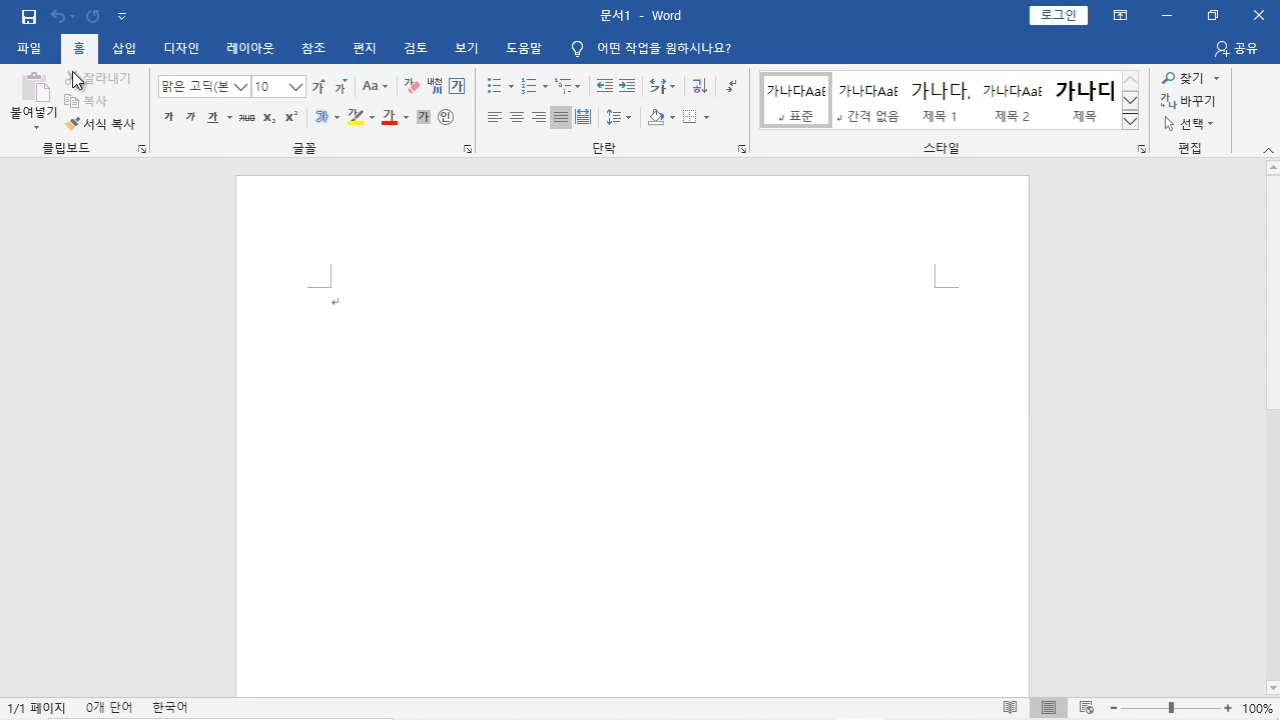 문서1 - Word
로그인
파일 홈 삽입 디자인 레이아웃 참조 편지 검토 보기 도움말 어떤 작업을 원하시나요? 공유
붙여넣기
잘라내기
복사
서식 복사
클립보드
맑은 고딕(본 10
글꼴
단락
가나다AaB
표준
가나다AaB
간격 없음
가나다.
제목 1
가나다AaB
제목 2
가나다
제목
스타일
찾기
바꾸기
선택
편집
1/1 페이지 0개 단어 한국어 100%